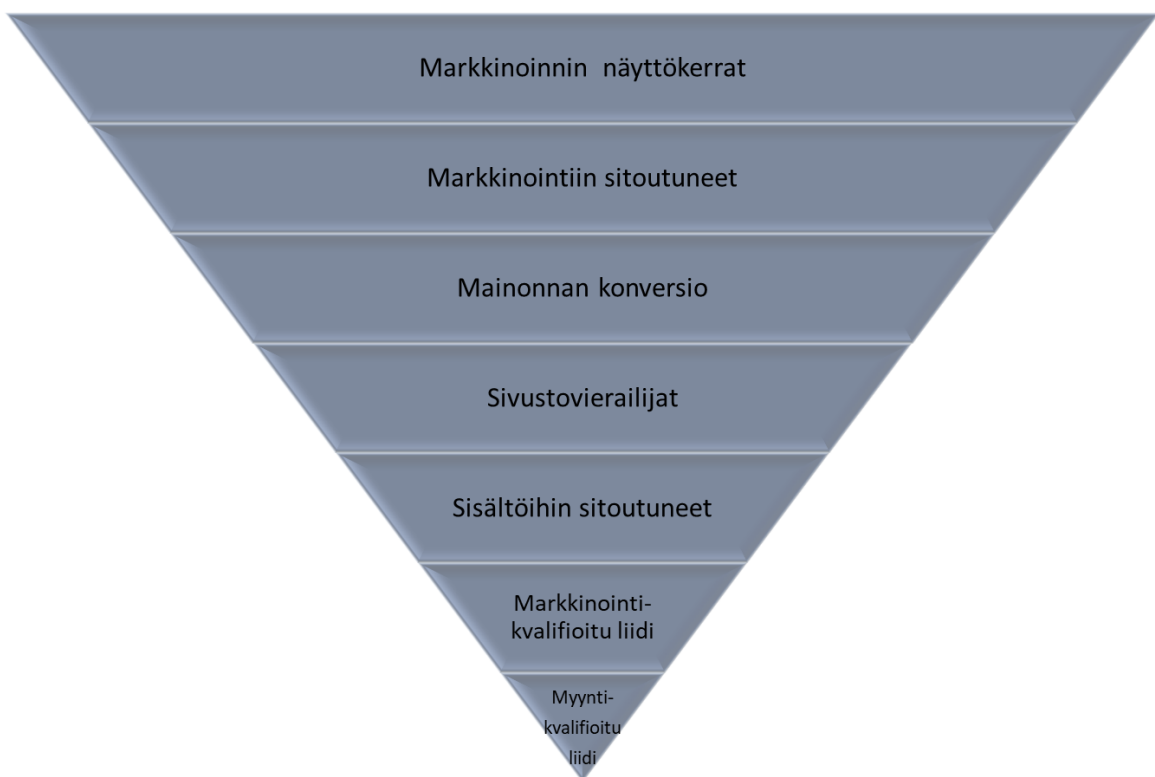 Markkinoinnin näyttökerrat
Markkinointiin sitoutuneet
Mainonnan konversio
Sivustovierailijat
Sisältöihin sitoutuneet
Markkinointi-
kvalifioitu liidi
Myynti-
kvalifioitu
liidi